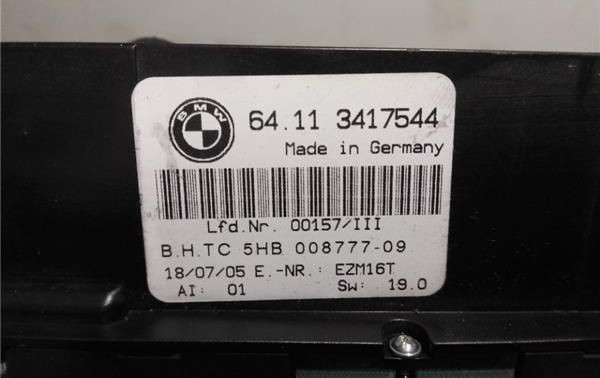 BMW
64.11 3417544
Made in Germany
Lfd.Nr. 00157/III
B.H.TC 5HB 008777-09
18/07/05 E.-NR.: EZM16T
AI: 01 Sw: 19.0